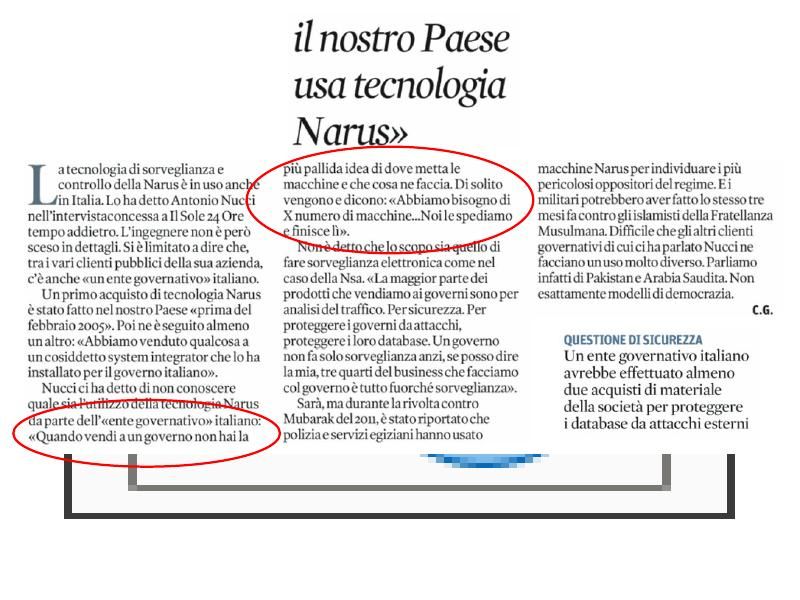 il nostro Paese
usa tecnologia
Narus»
La tecnologia di sorveglianza e
controllo della Narus è in uso anche
in Italia. Lo ha detto Antonio Nucci
nell'intervista concessa a Il Sole 24 Ore
tempo addietro. L'ingegnere non è però
sceso in dettagli. Si è limitato a dire che,
tra i vari clienti pubblici della sua azienda,
c'è anche «un ente governativo» italiano.
Un primo acquisto di tecnologia Narus
è stato fatto nel nostro Paese «prima del
febbraio 2005». Poi ne è seguito almeno
un altro: «Abbiamo venduto qualcosa a
un cosiddetto system integrator che lo ha
installato per il governo italiano».
Nucci ci ha detto di non conoscere
quale sia l'utilizzo della tecnologia Narus
da parte dell'«ente governativo» italiano:
«Quando vendi a un governo non hai la
più pallida idea di dove metta le
macchine e che cosa ne faccia. Di solito
vengono e dicono: «Abbiamo bisogno di
X numero di macchine...Noi le spediamo
e finisce lì».
Non è detto che lo scopo sia quello di
fare sorveglianza elettronica come nel
caso della Nsa. «La maggior parte dei
prodotti che vendiamo ai governi sono per
analisi del traffico. Per sicurezza. Per
proteggere i governi da attacchi,
proteggere i loro database. Un governo
non fa solo sorveglianza anzi, se posso dire
la mia, tre quarti del business che facciamo
col governo è tutto fuorché sorveglianza».
Sarà, ma durante la rivolta contro
Mubarak del 2011, è stato riportato che
polizia e servizi egiziani hanno usato
macchine Narus per individuare i più
pericolosi oppositori del regime. E i
militari potrebbero aver fatto lo stesso tre
mesi fa contro gli islamisti della Fratellanza
Musulmana. Difficile che gli altri clienti
governativi di cui ci ha parlato Nucci ne
facciano un uso molto diverso. Parliamo
infatti di Pakistan e Arabia Saudita. Non
esattamente modelli di democrazia.
C.G.
QUESTIONE DI SICUREZZA
Un ente governativo italiano
avrebbe effettuato almeno
due acquisti di materiale
della società per proteggere
i database da attacchi esterni